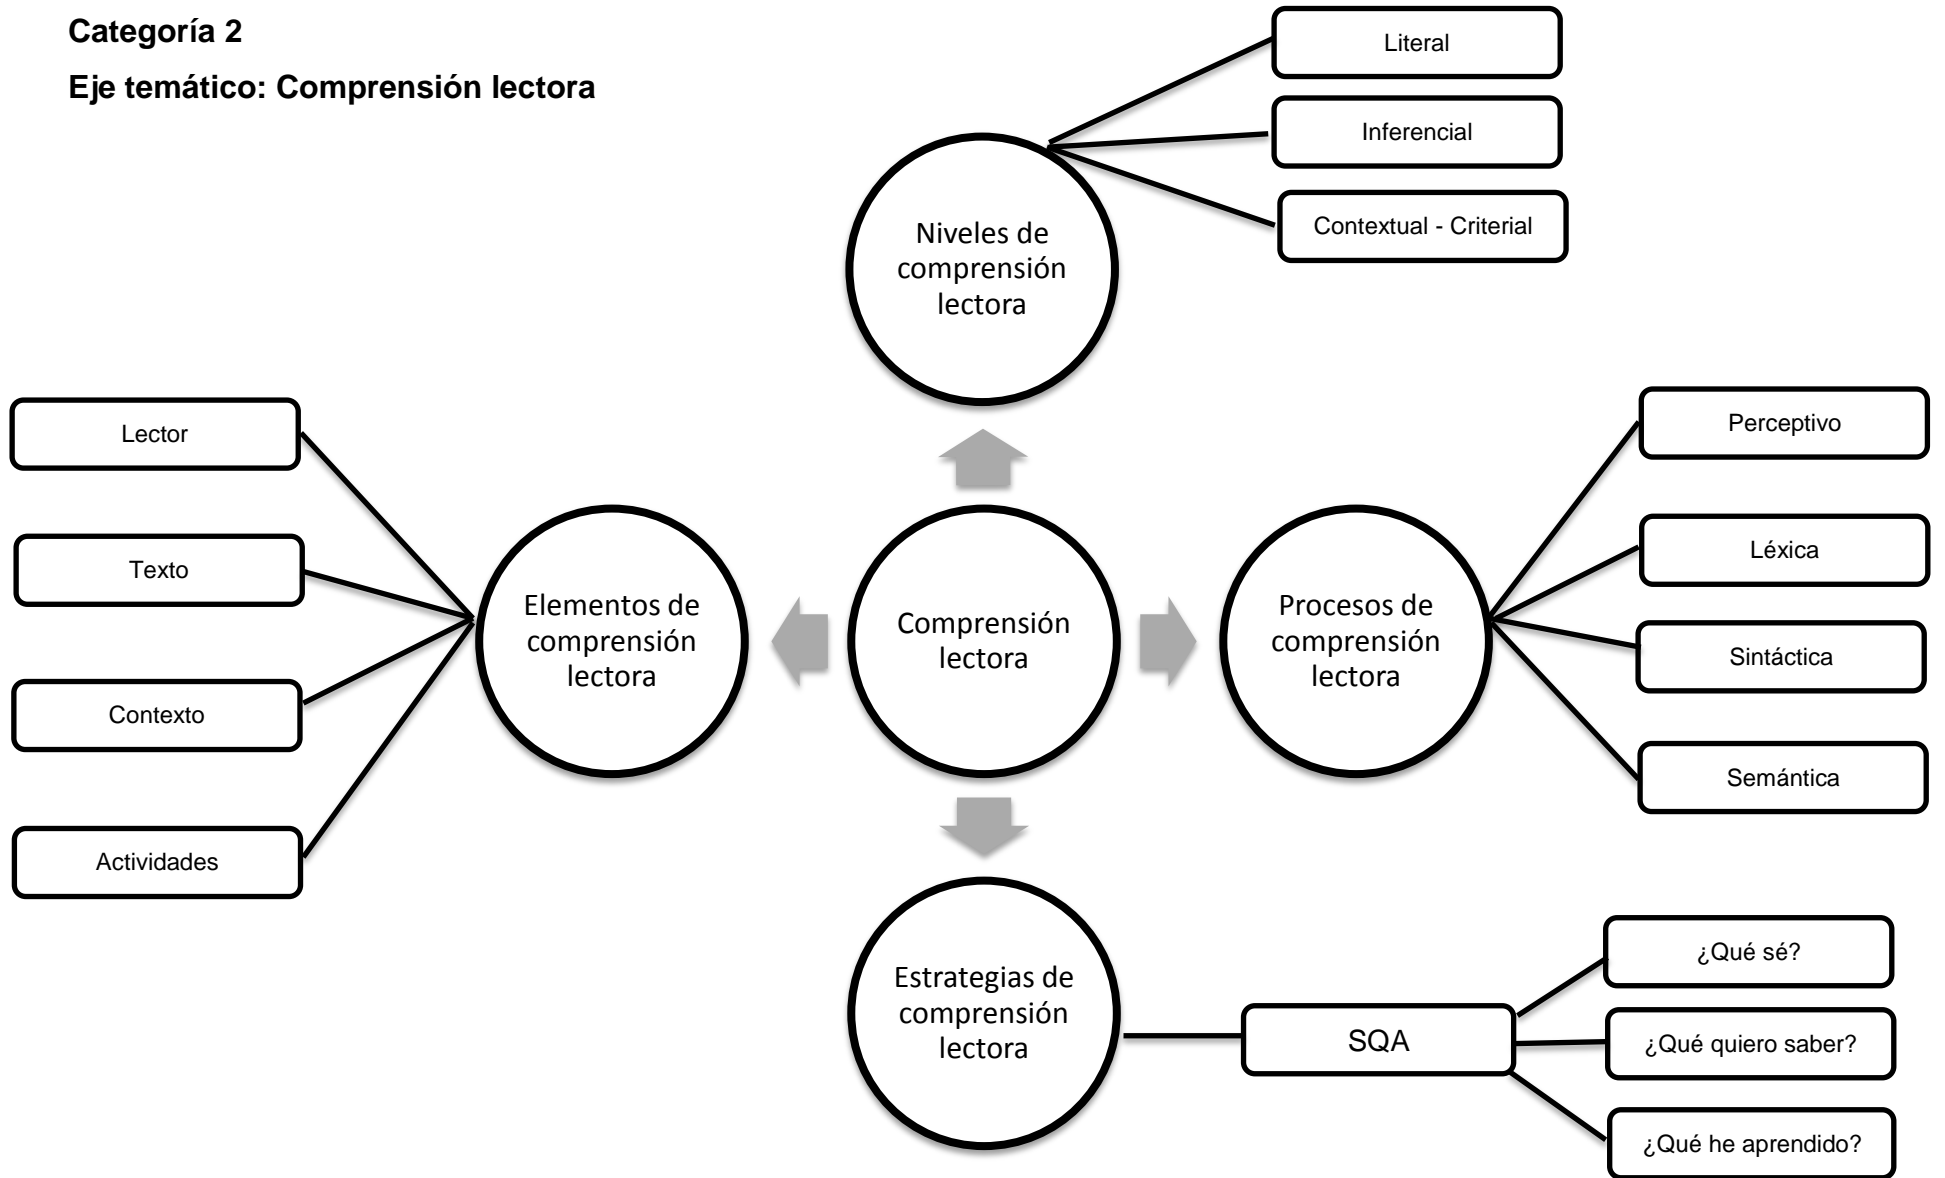 Categoría 2
Eje temático: Comprensión lectora
Literal
Inferencial
Contextual - Criterial
Niveles de
comprensión
lectora
Lector
Texto
Contexto
Actividades
Elementos de
comprensión
lectora
Comprensión
lectora
Procesos de
comprensión
lectora
Perceptivo
Léxica
Sintáctica
Semántica
Estrategias de
comprensión
lectora
SQA
¿Qué sé?
¿Qué quiero saber?
¿Qué he aprendido?